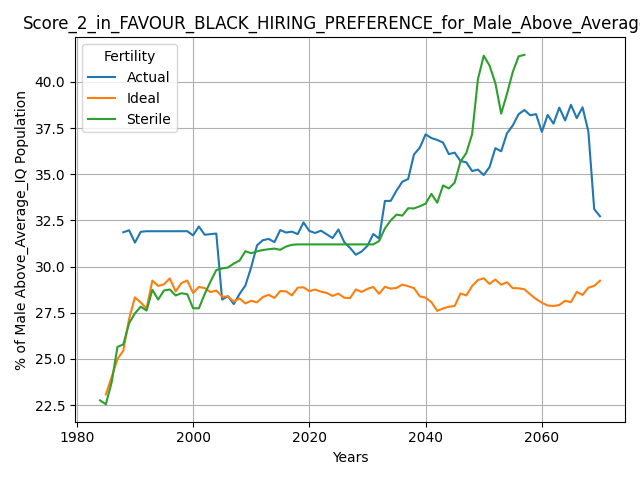 Score_2_in_FAVOUR_BLACK_HIRING_PREFERENCE_for_Male_Above_Average
Fertility
Actual
Ideal
Sterile
% of Male Above_Average_IQ Population
40.0
37.5
35.0
32.5
30.0
27.5
25.0
22.5
1980 2000 2020 2040 2060
Years